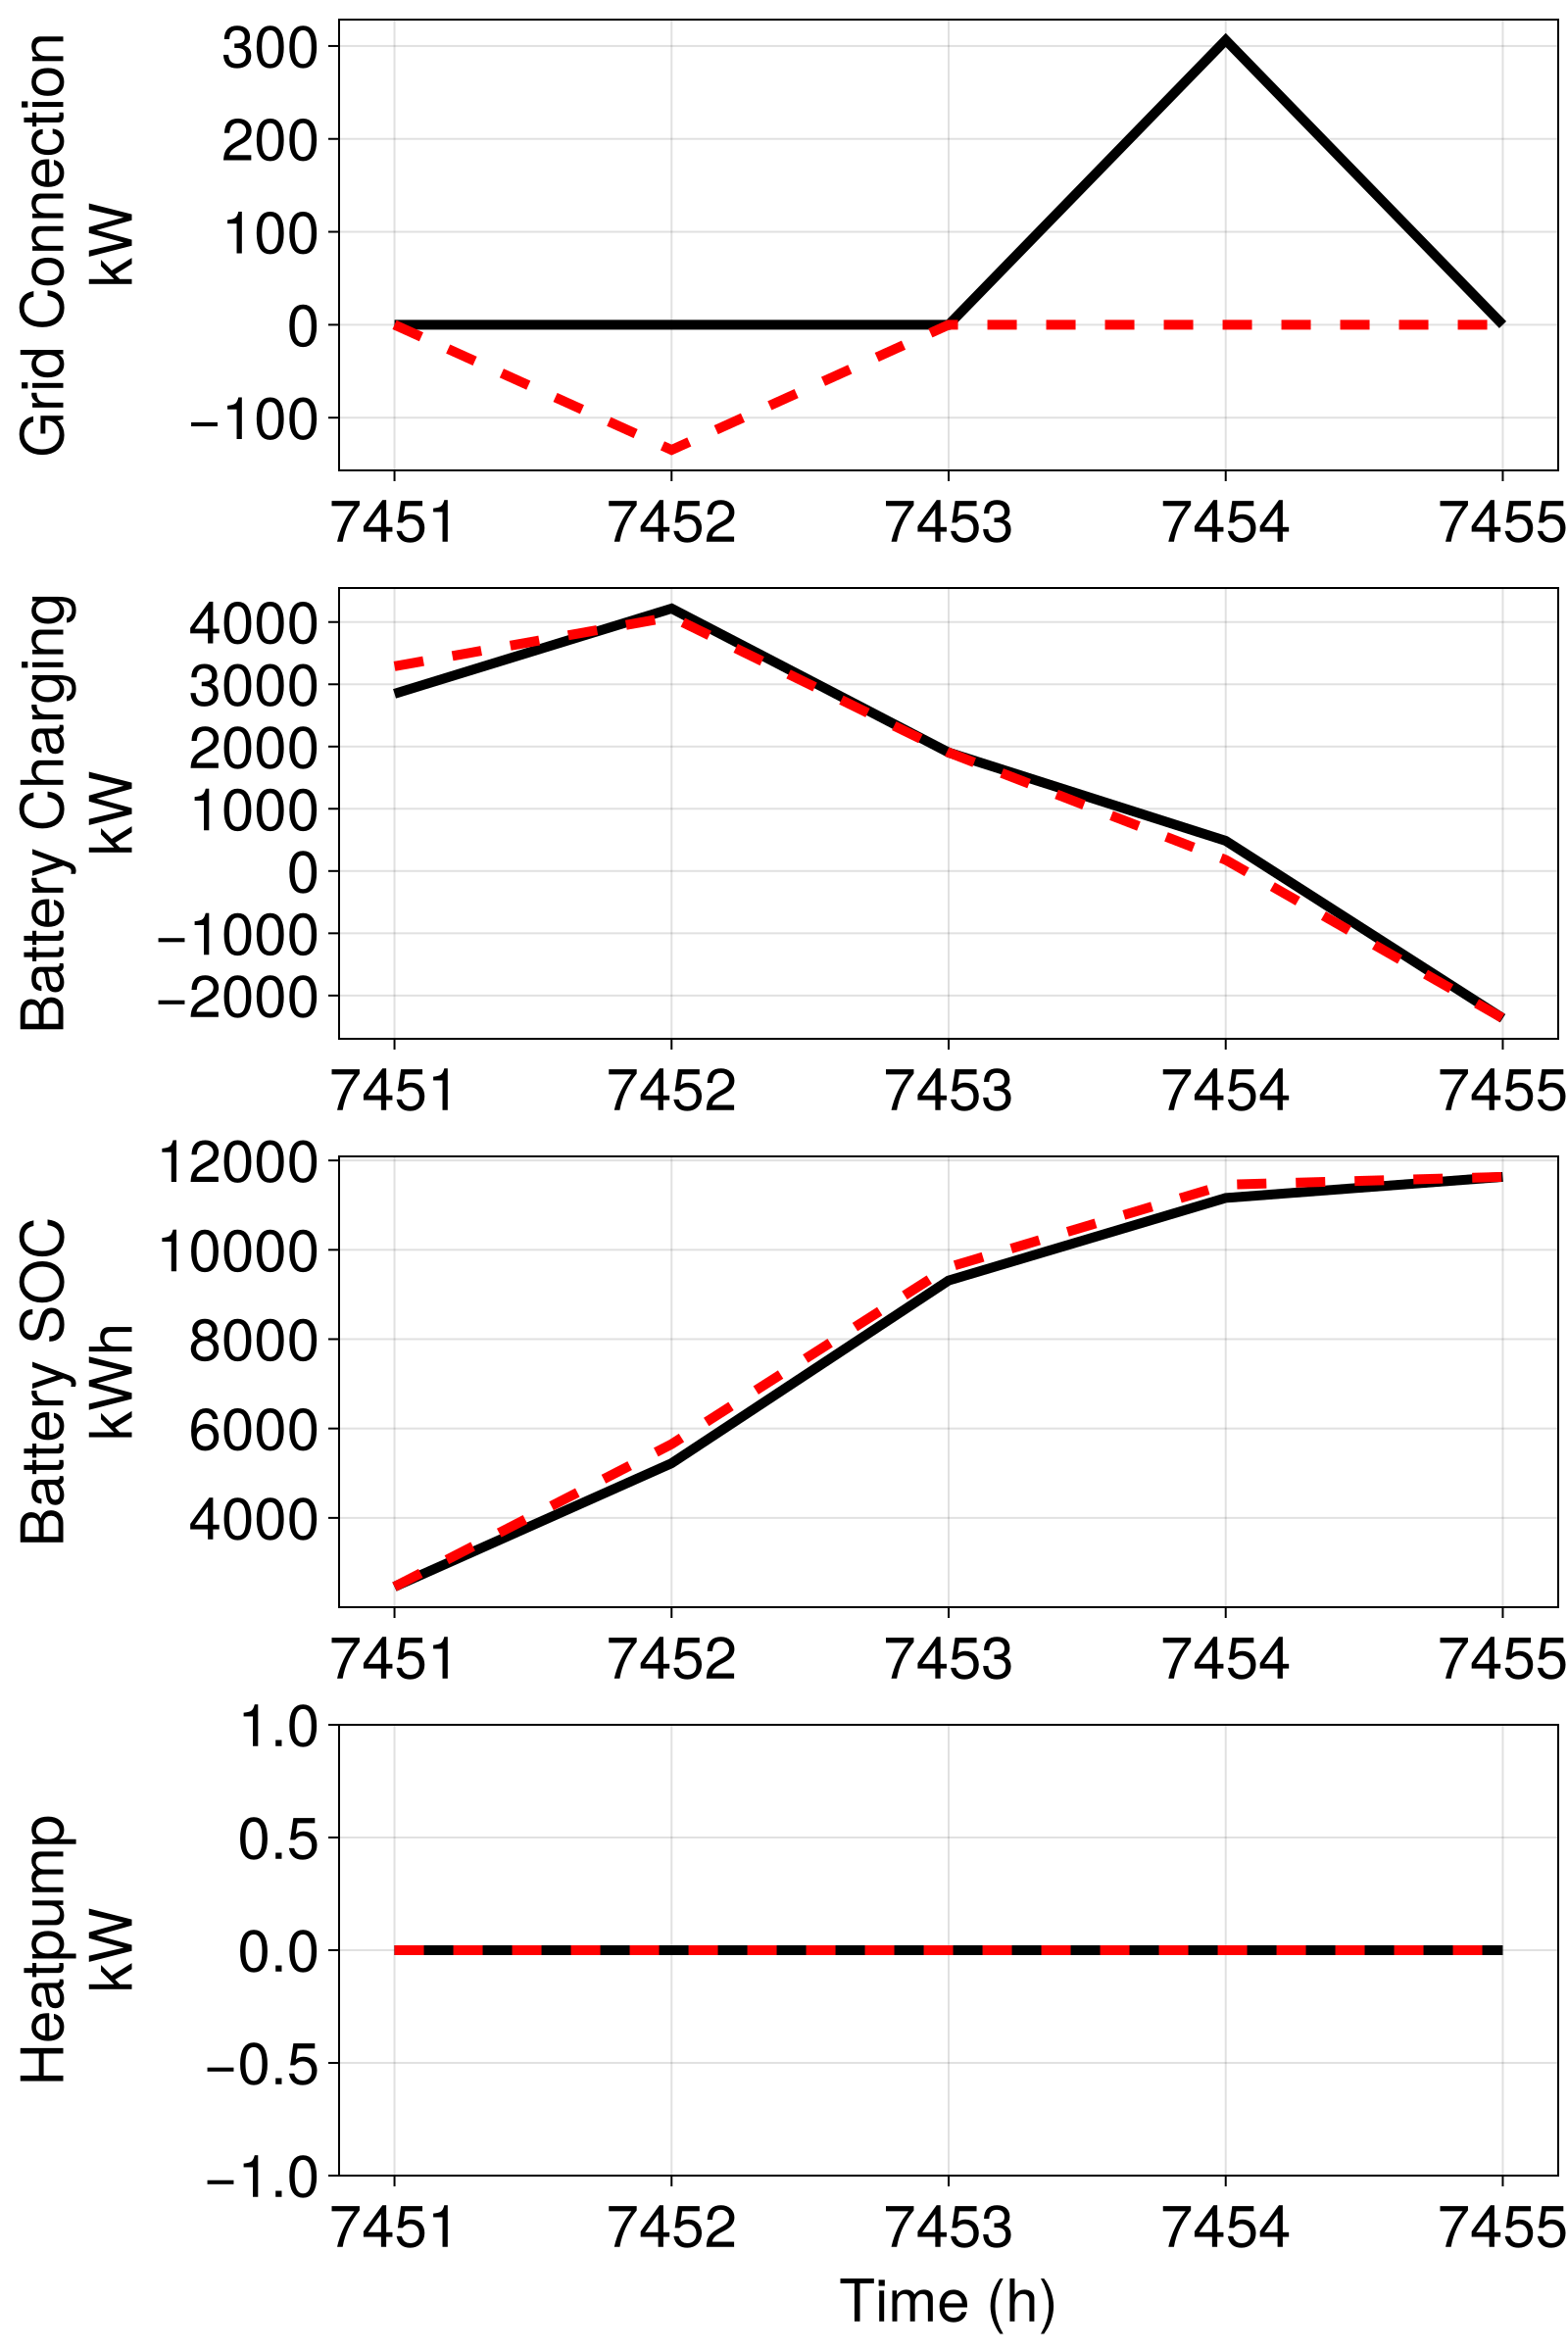 Grid Connection
kW
300
200
100
0
−100
7451 7452 7453 7454 7455
Battery Charging
kW
4000
3000
2000
1000
0
−1000
−2000
7451 7452 7453 7454 7455
Battery SOC
kWh
12000
10000
8000
6000
4000
7451 7452 7453 7454 7455
Heatpump
kW
1.0
0.5
0.0
−0.5
−1.0
7451 7452 7453 7454 7455
Time (h)